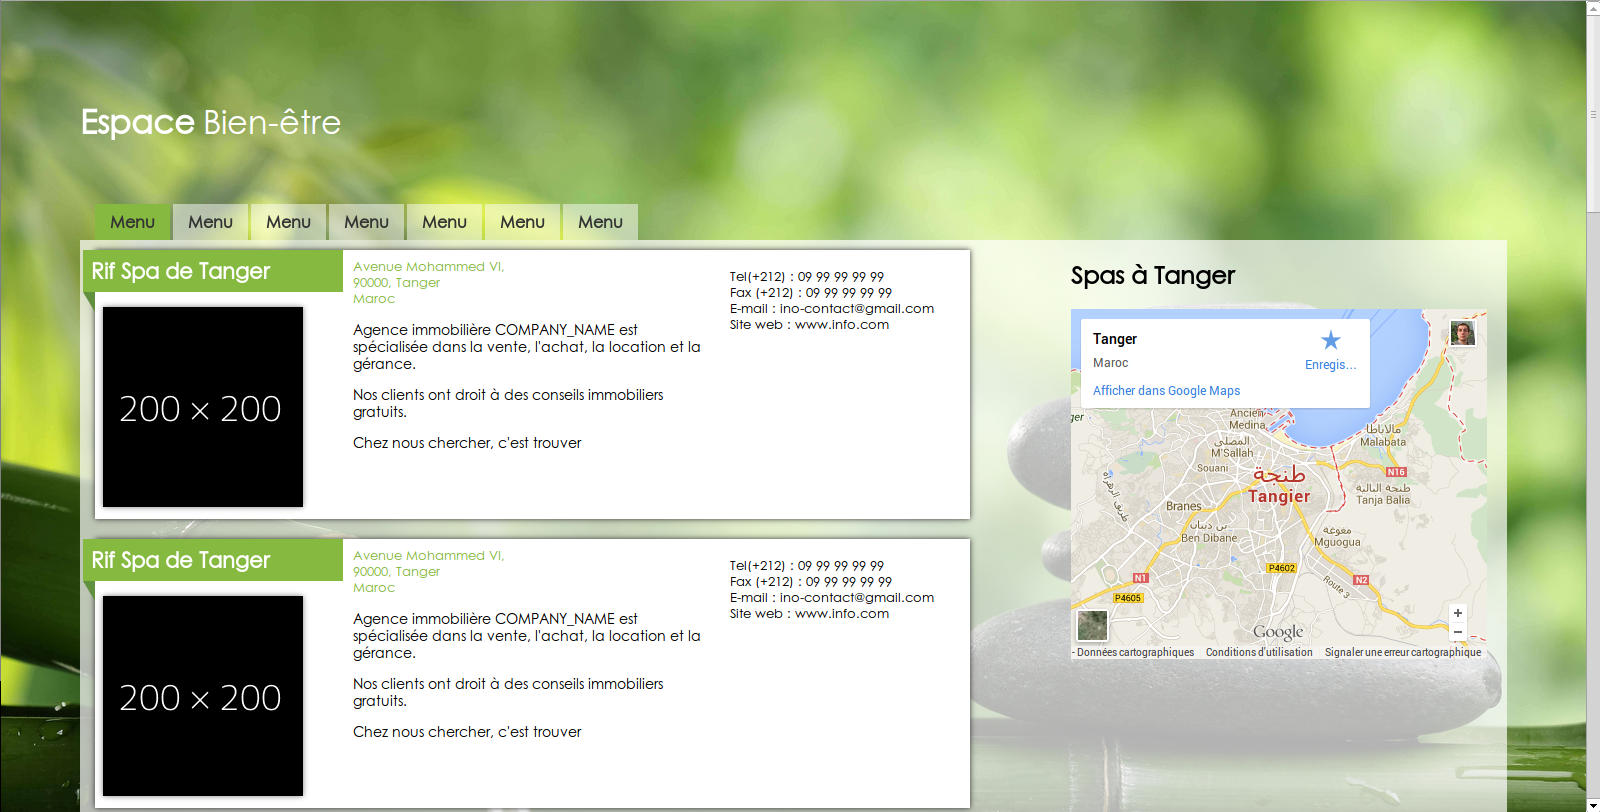 Espace Bien-être
Menu Menu Menu Menu Menu Menu Menu
Rif Spa de Tanger
200 × 200
Avenue Mohammed VI,
90000, Tanger
Maroc
Agence immobilière COMPANY_NAME est
spécialisée dans la vente, l'achat, la location et la
gérance.
Nos clients ont droit à des conseils immobiliers
gratuits.
Chez nous chercher, c'est trouver
Tel(+212) : 09 99 99 99 99
Fax (+212) : 09 99 99 99 99
E-mail : ino-contact@gmail.com
Site web : www.info.com
Rif Spa de Tanger
200 × 200
Avenue Mohammed VI,
90000, Tanger
Maroc
Agence immobilière COMPANY_NAME est
spécialisée dans la vente, l'achat, la location et la
gérance.
Nos clients ont droit à des conseils immobiliers
gratuits.
Chez nous chercher, c'est trouver
Tel(+212) : 09 99 99 99 99
Fax (+212) : 09 99 99 99 99
E-mail : ino-contact@gmail.com
Site web : www.info.com
Spas à Tanger
Tanger
Maroc
Enregis...
Afficher dans Google Maps
ger
Ancien
Medina
المصلى
M'Sallah
Souani
مالاباطا
Malabata
N16
طنجة
Tangier
طنجة البالية
Tanja Balia
طريق الرهراه
Branes
بن ديبان
Ben Dibane
مغوغة
Mguogua
P4602
N1
N2
Route 3
P4605
+
−
Google
- Données cartographiques Conditions d'utilisation Signaler une erreur cartographique